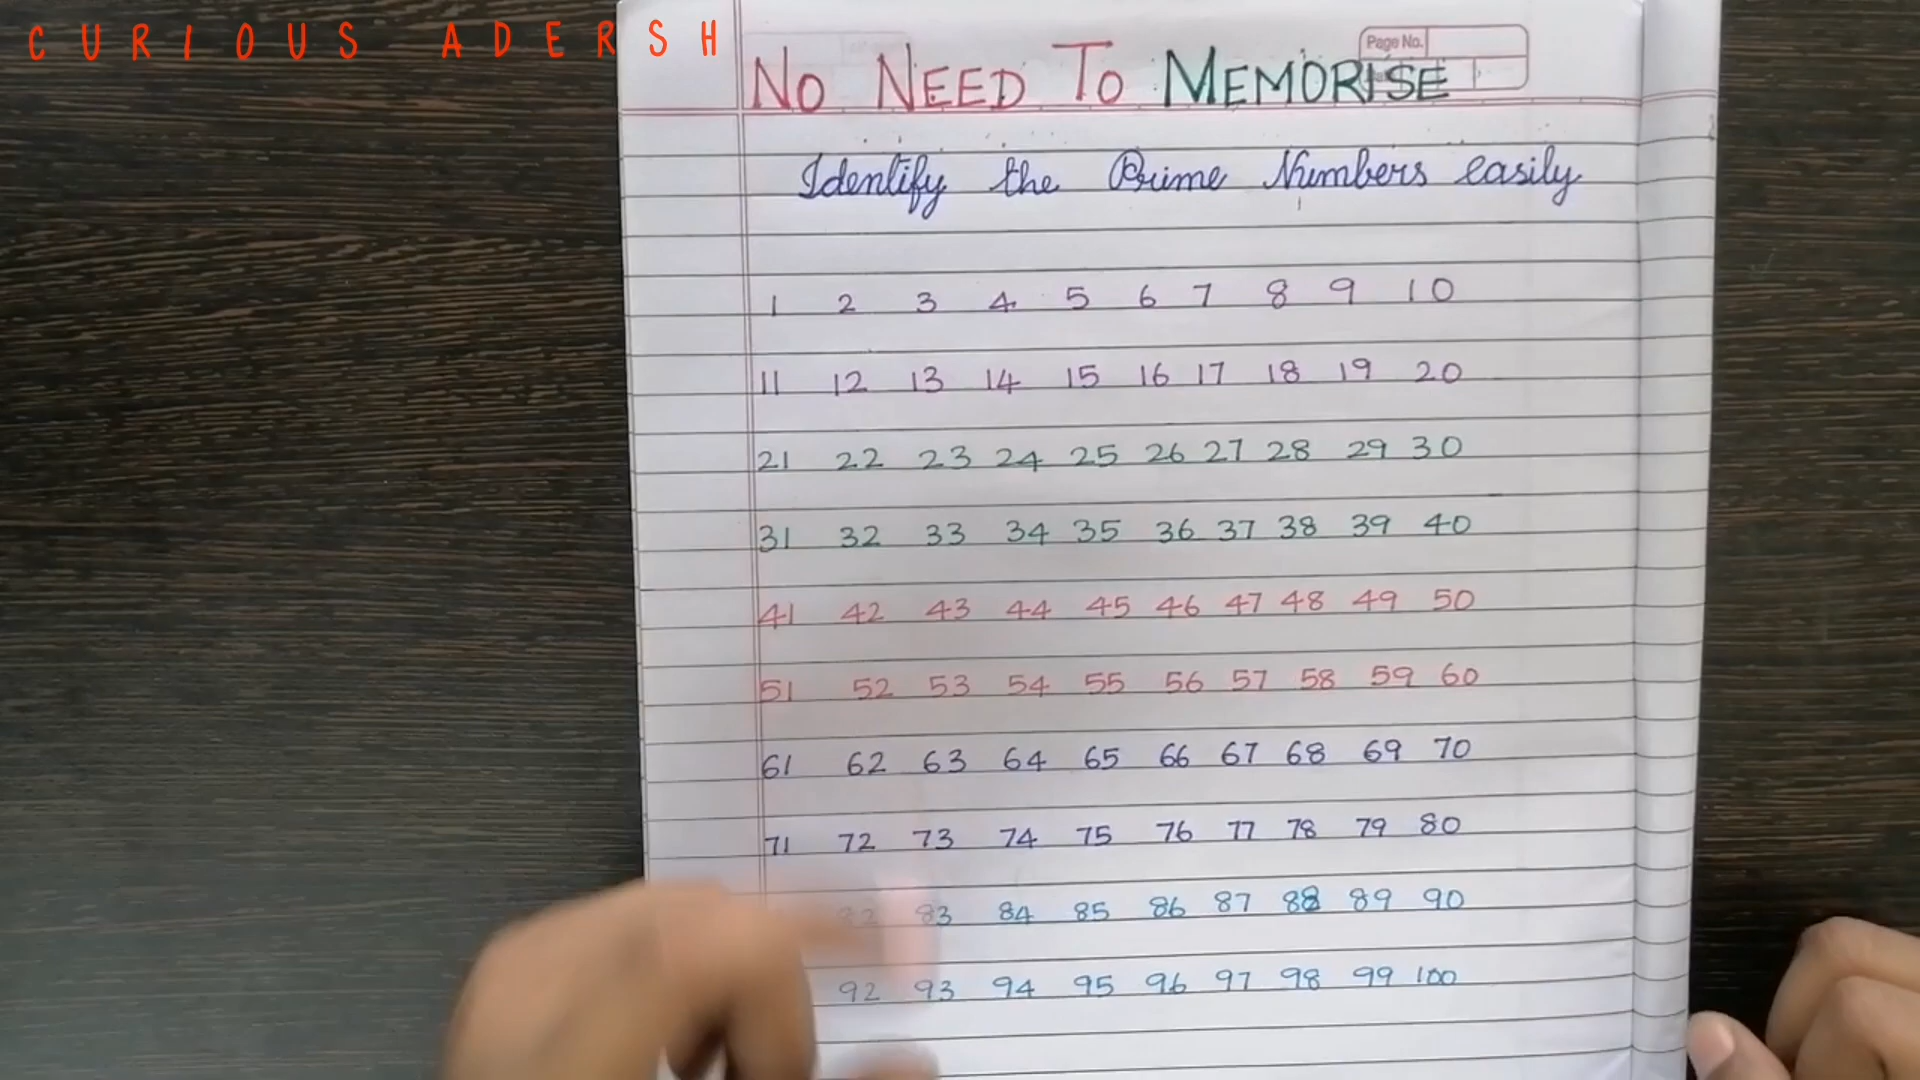 CURIOUS ADERSH
Page No.
NO NEED TO MEMORISE
Identify the Prime Numbers easily
1 2 3 4 5 6 7 8 9 10
11 12 13 14 15 16 17 18 19 20
21 22 23 24 25 26 27 28 29 30
31 32 33 34 35 36 37 38 39 40
41 42 43 44 45 46 47 48 49 50
51 52 53 54 55 56 57 58 59 60
61 62 63 64 65 66 67 68 69 70
71 72 73 74 75 76 77 78 79 80
82 83 84 85 86 87 88 89 90
92 93 94 95 96 97 98 99 100